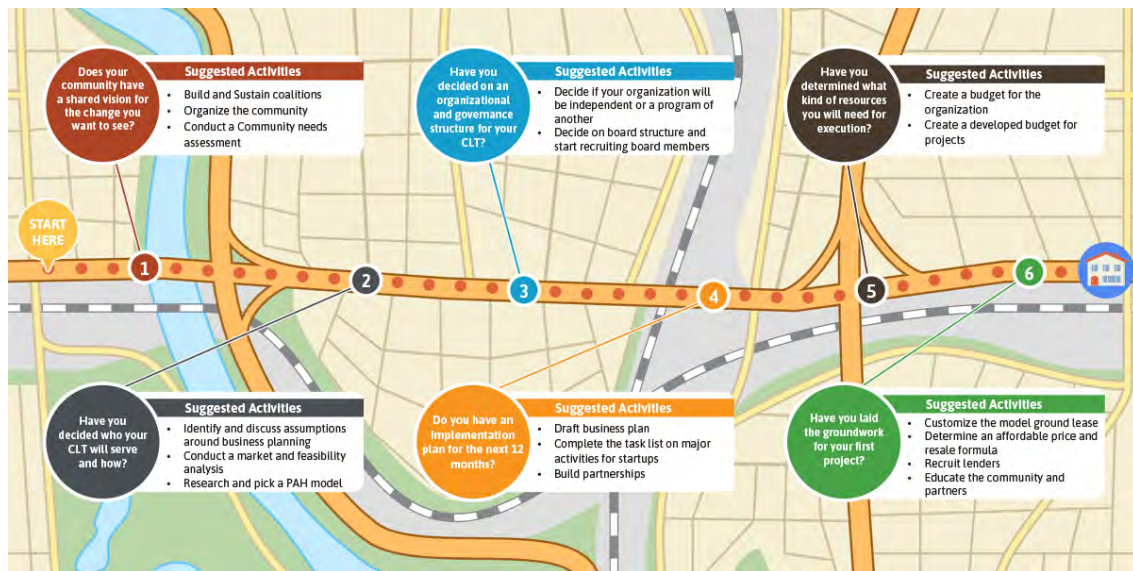 START
HERE
1
Does your
community have
a shared vision for
the change you
want to see?
Suggested Activities
• Build and Sustain coalitions
• Organize the community
• Conduct a Community needs
assessment
2
Have you
decided who your
CLT will serve
and how?
Suggested Activities
• Identify and discuss assumptions
around business planning
• Conduct a market and feasibility
analysis
• Research and pick a PAH model
3
Have you
decided on an
organizational
and governance
structure for your
CLT?
Suggested Activities
• Decide if your organization will
be independent or a program of
another
• Decide on board structure and
start recruiting board members
4
Do you have an
implementation
plan for the next 12
months?
Suggested Activities
• Draft business plan
• Complete the task list on major
activities for startups
• Build partnerships
5
Have you
determined what
kind of resources
you will need for
execution?
Suggested Activities
• Create a budget for the
organization
• Create a developed budget for
projects
6
Have you laid
the groundwork
for your first
project?
Suggested Activities
• Customize the model ground lease
• Determine an affordable price and
resale formula
• Recruit lenders
• Educate the community and
partners